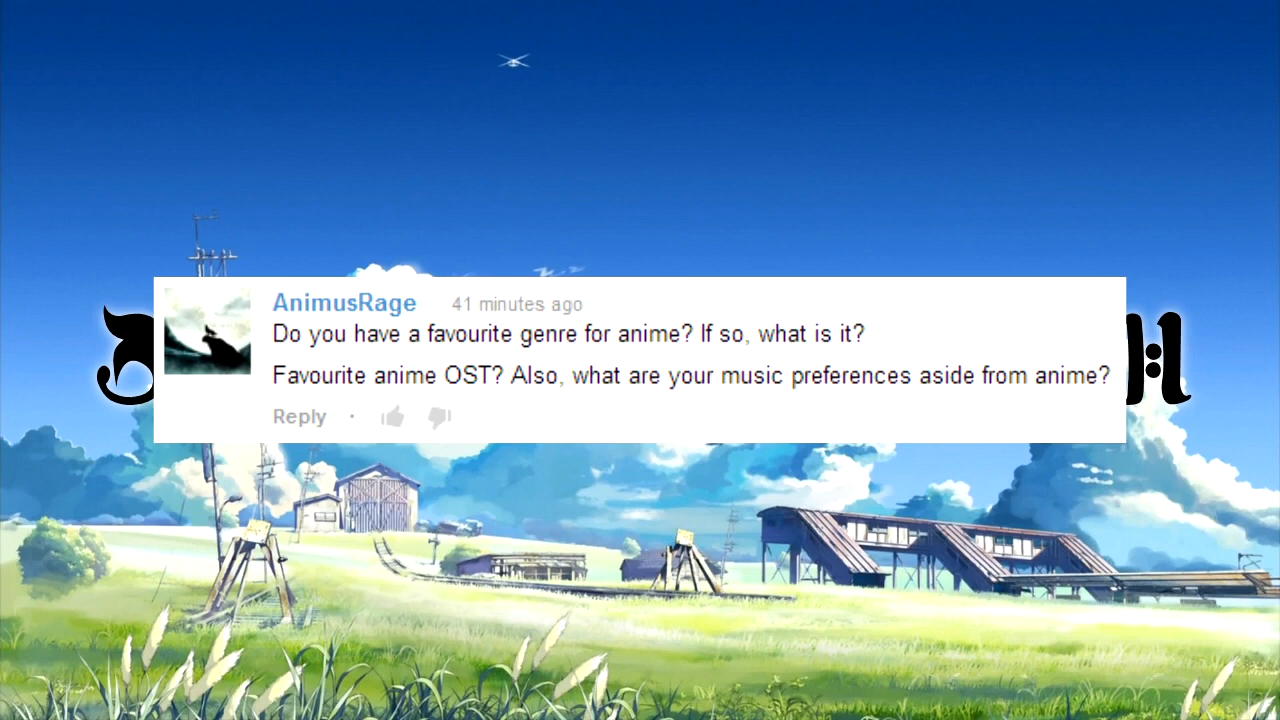 AnimusRage 41 minutes ago
Do you have a favourite genre for anime? If so, what is it?
Favourite anime OST? Also, what are your music preferences aside from anime?
Reply ·